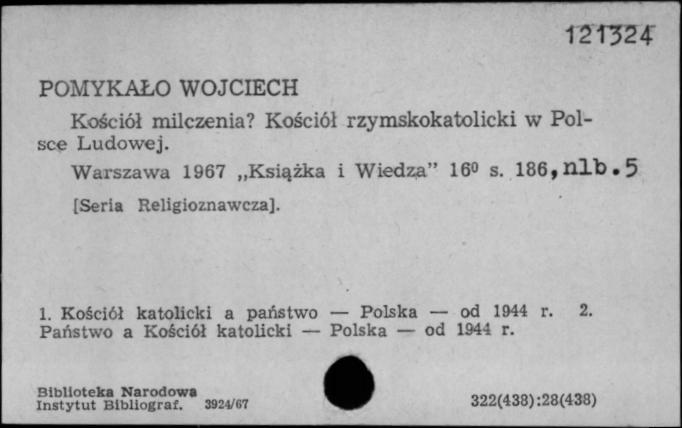 121324
POMYKAŁO WOJCIECH
Kościół milczenia? Kościół rzymskokatolicki w Pol-
sce Ludowej.
Warszawa 1967 „Książka i Wiedza” 16⁰ s. 186, nlb. 5
[Seria Religioznawcza].
1. Kościół katolicki a państwo — Polska — od 1944 r. 2.
Państwo a Kościół katolicki — Polska — od 1944 r.
Biblioteka Narodowa
Instytut Bibliograf. 3924/67
322(438):28(438)